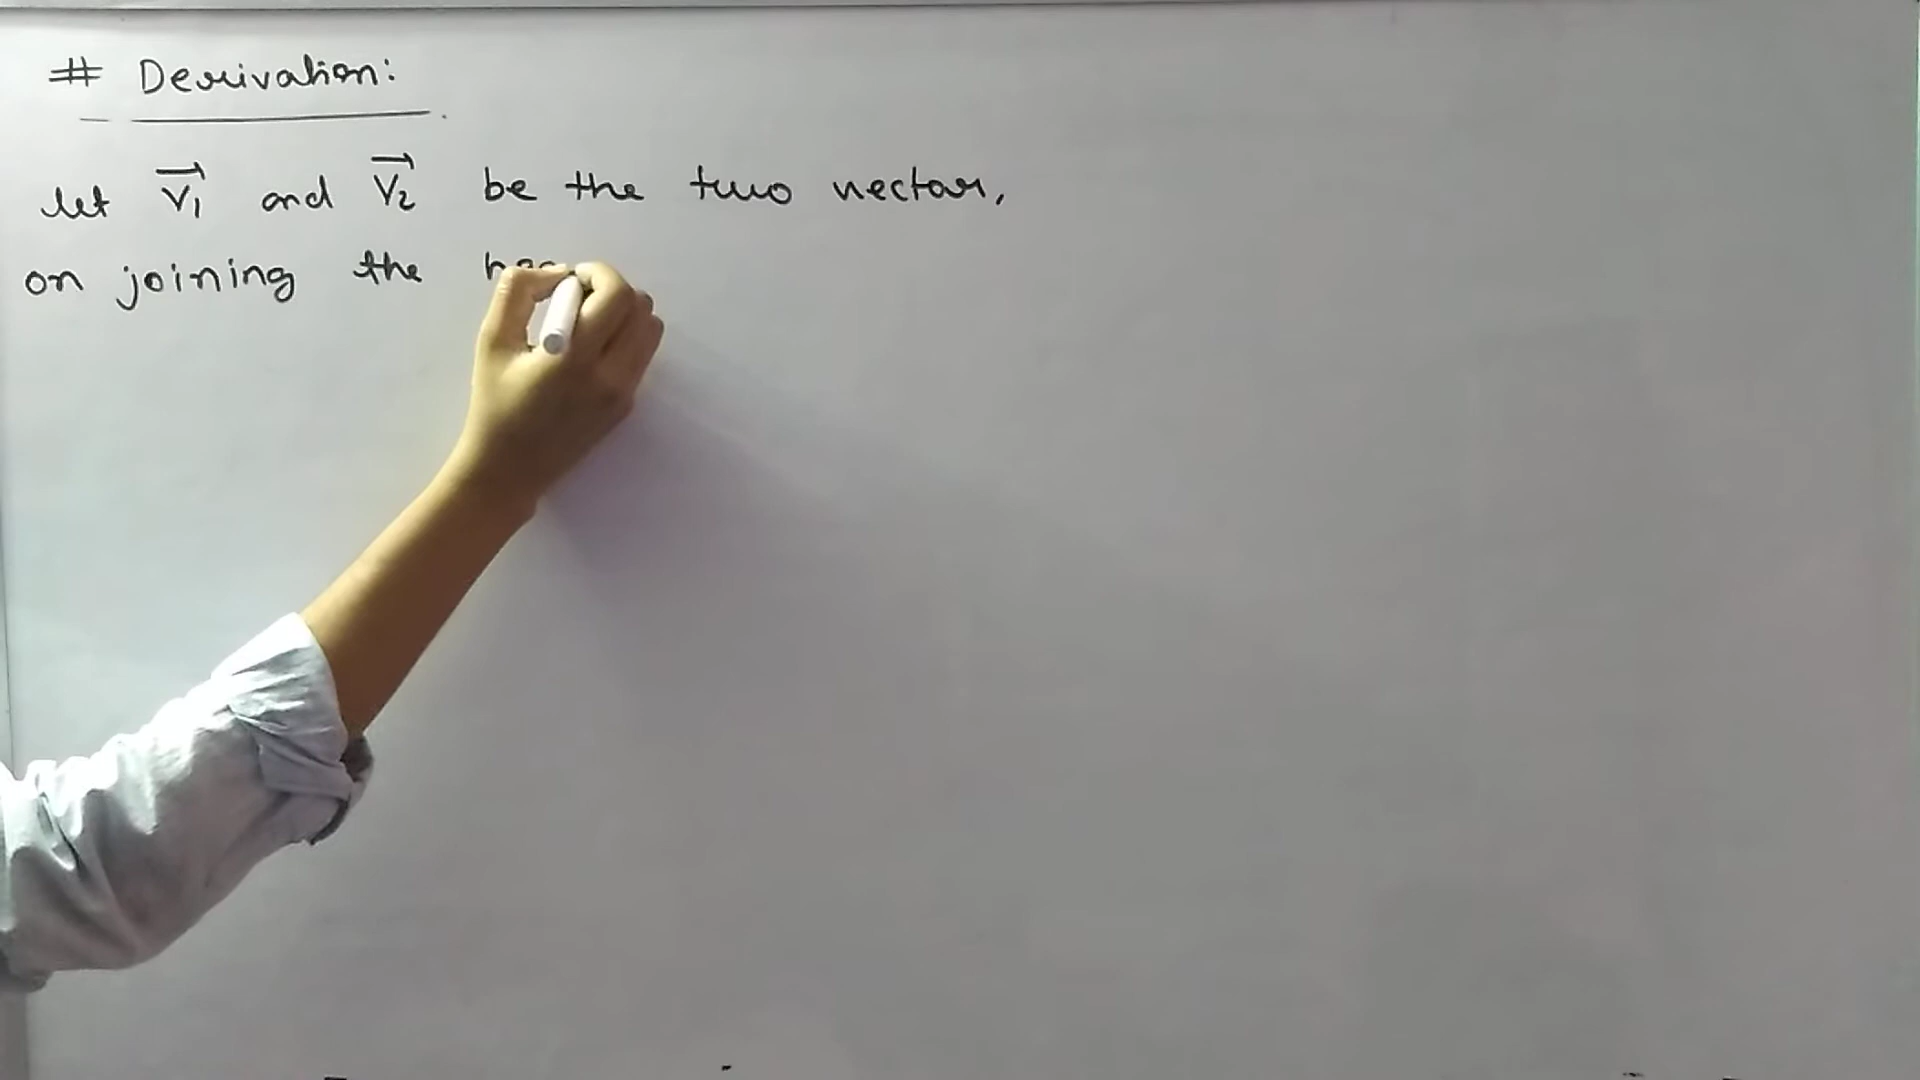 # Derivation:
let V₁ and V₂ be the two vector,
on joining the